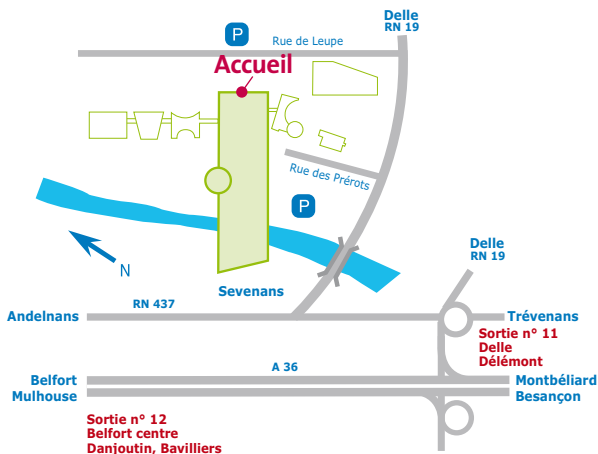 Delle
RN 19
P
Rue de Leupe
Accueil
Rue des Prérots
P
N
Delle
RN 19
Sevenans
RN 437
Andelnans
Trévenans
Sortie n° 11
Delle
Délémont
A 36
Belfort
Mulhouse
Montbéliard
Besançon
Sortie n° 12
Belfort centre
Danjoutin, Bavilliers